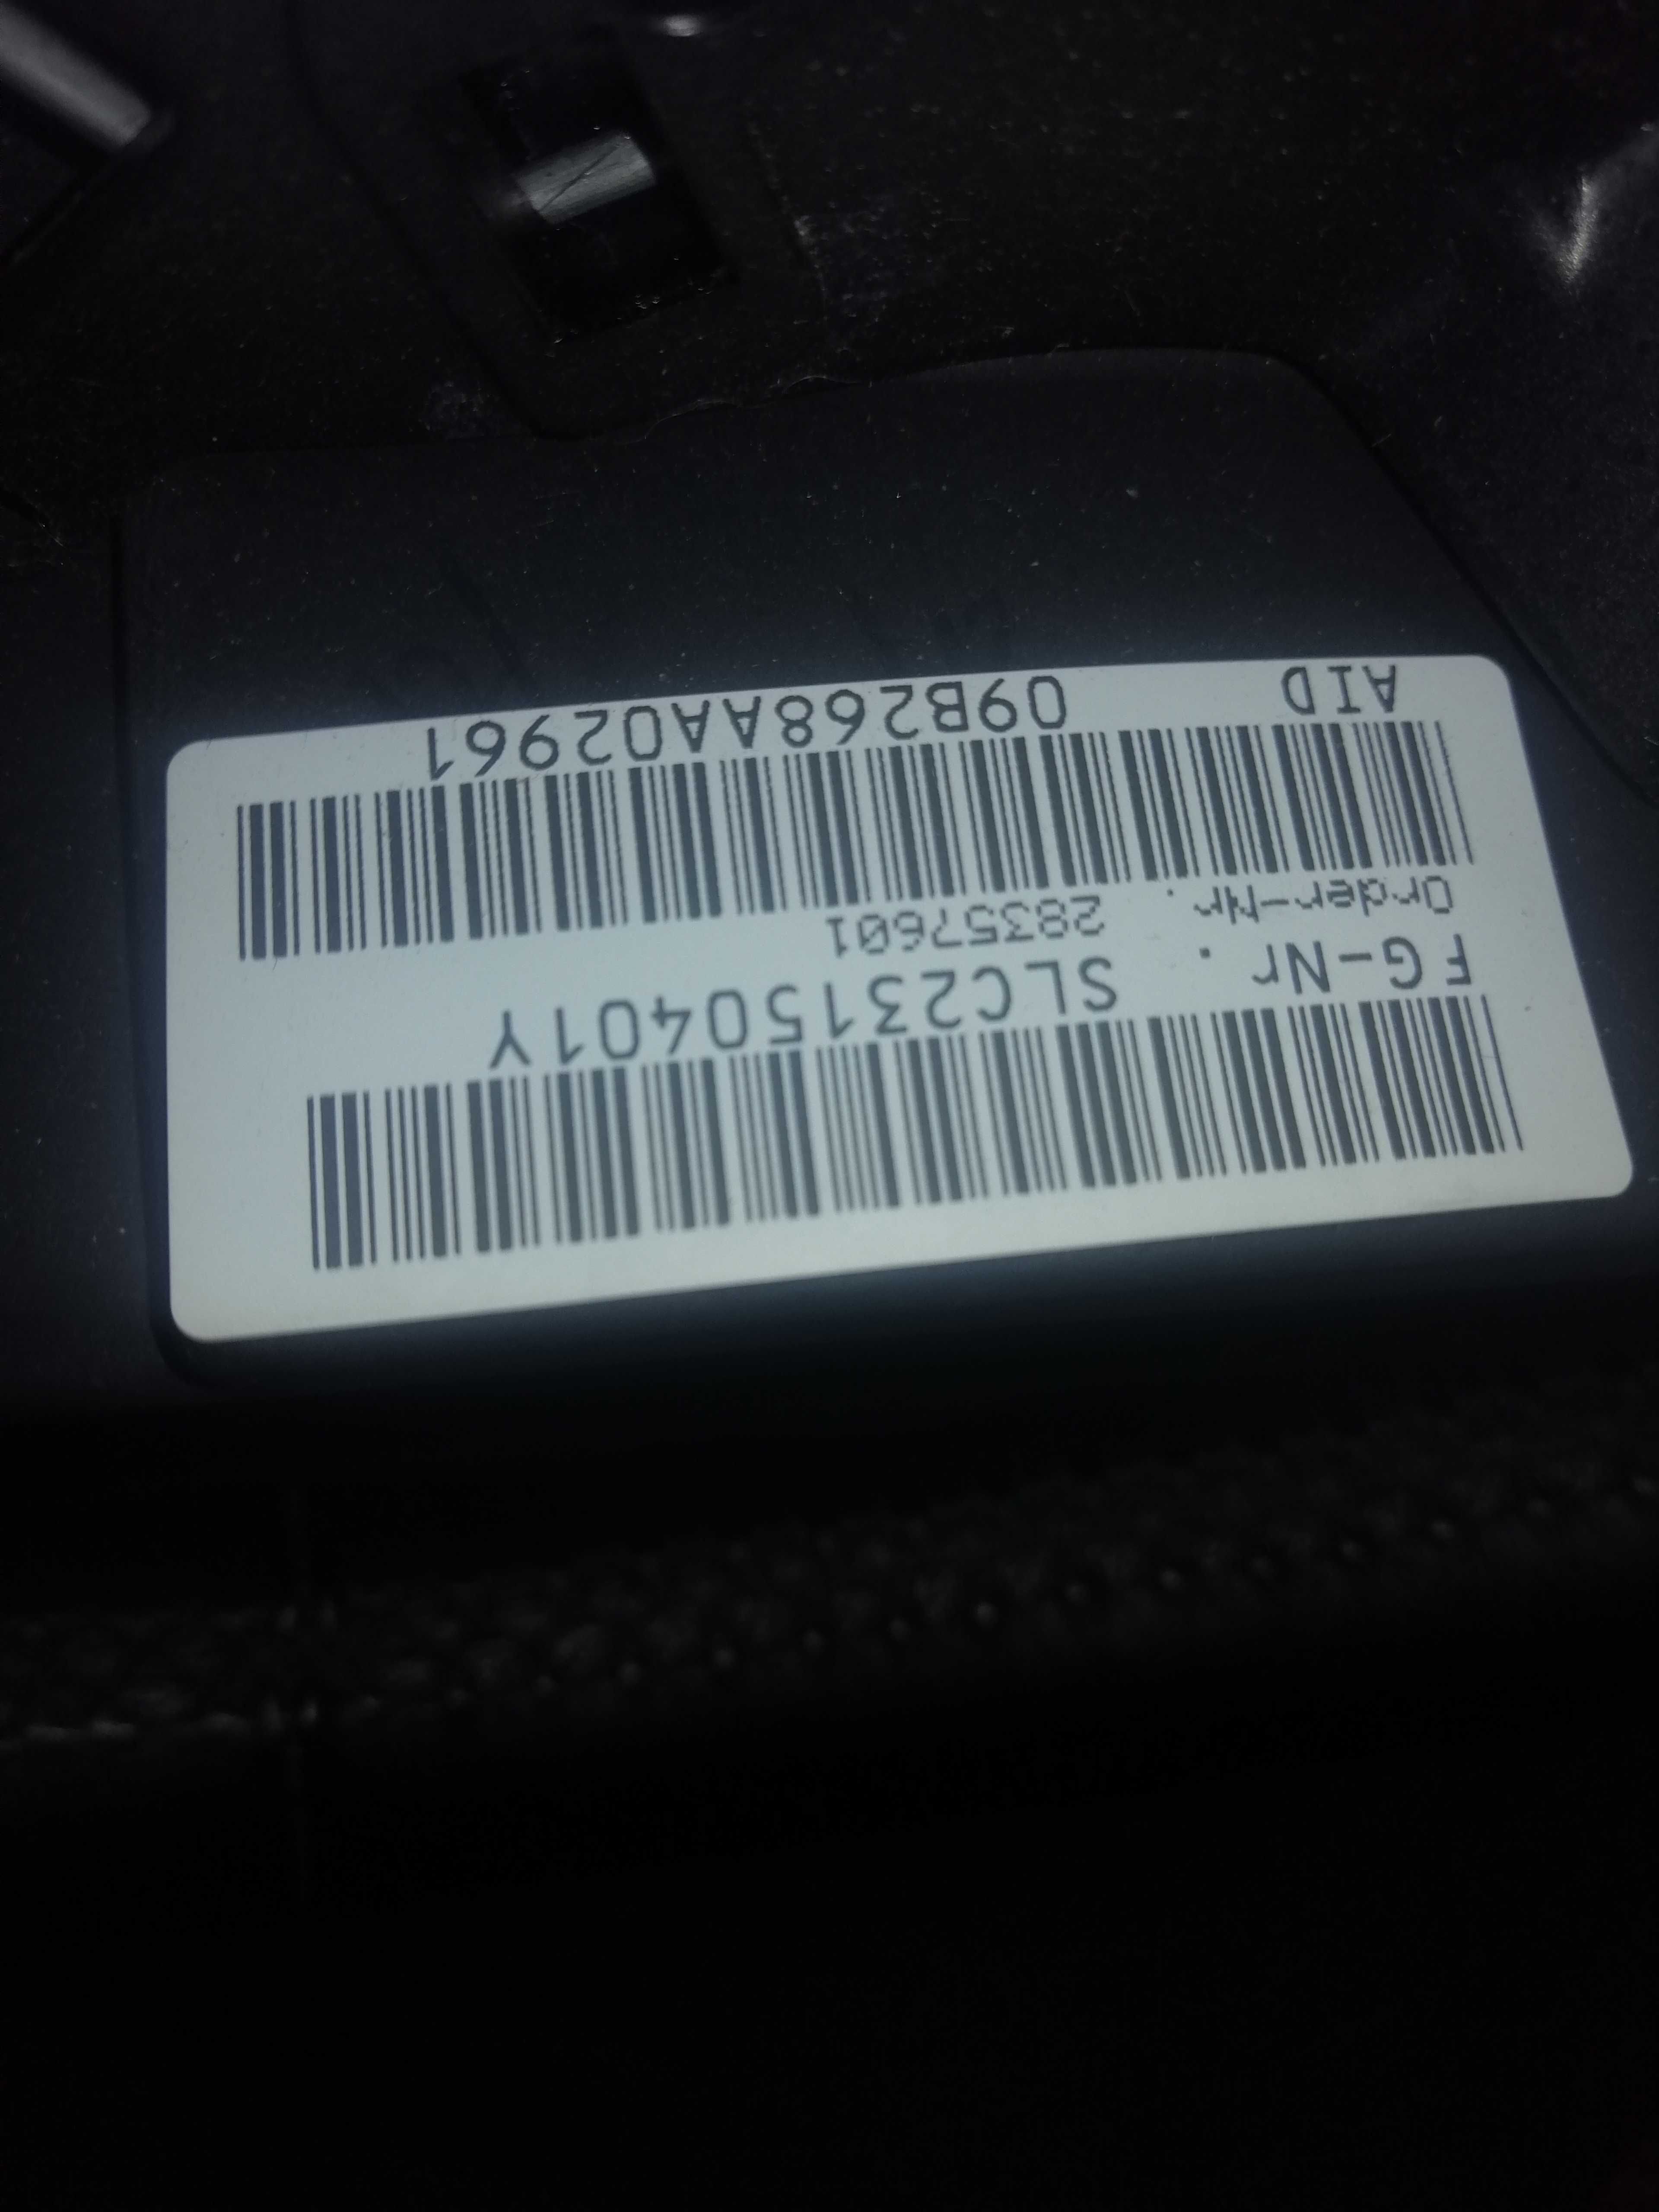 FG-Nr. SLC23150401Y
Order-Nr. 28357601
AID 09B268AA02961